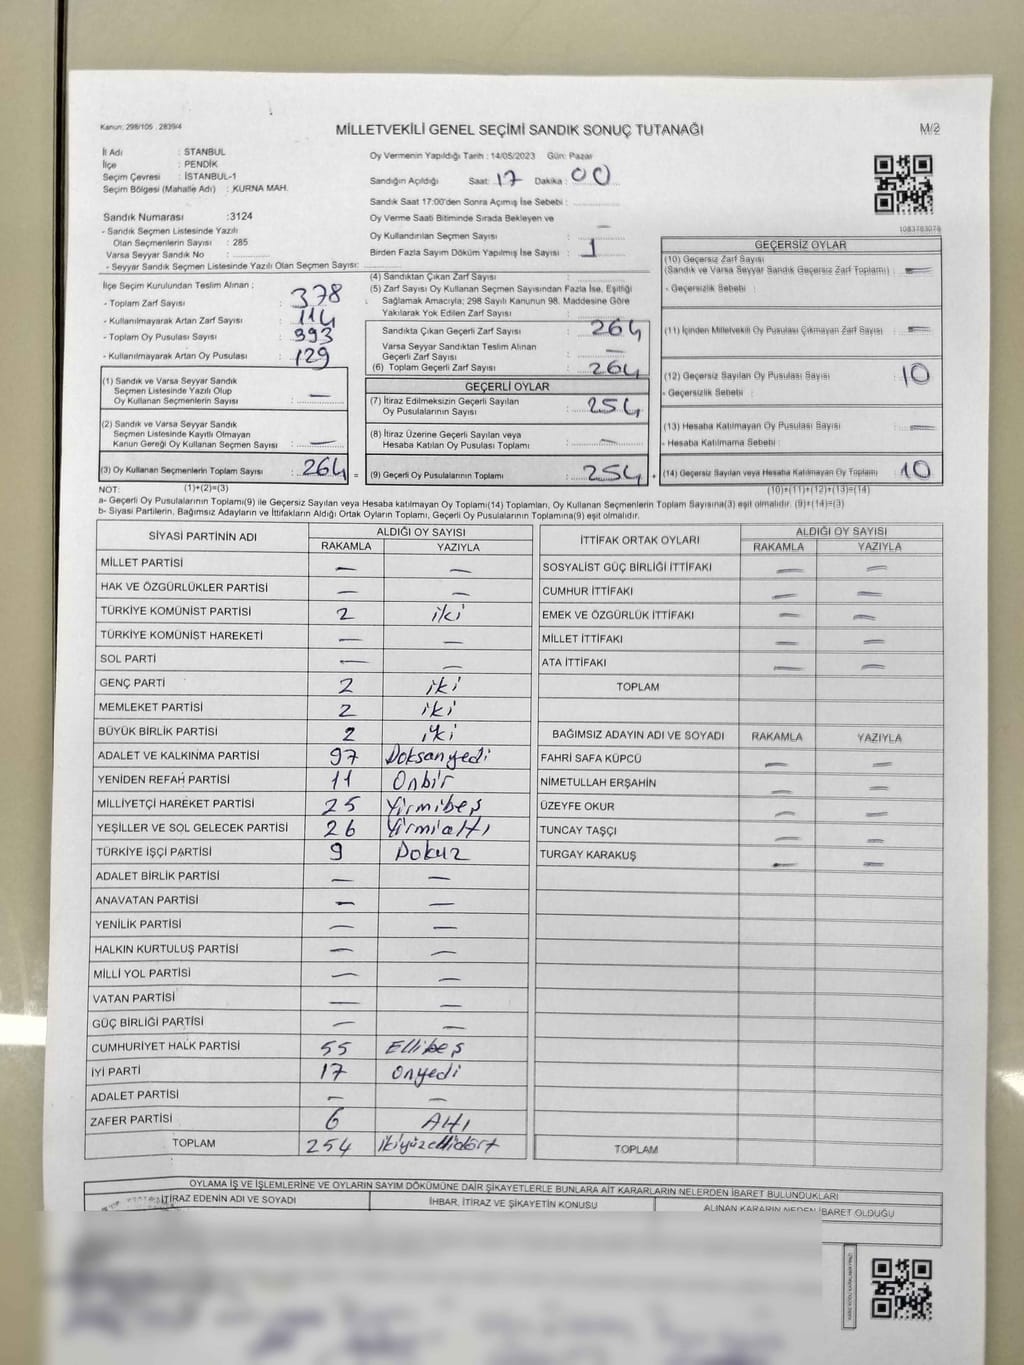 Kanun: 298/105 , 2839/4
MİLLETVEKİLİ GENEL SEÇİMİ SANDIK SONUÇ TUTANAĞI
M/2
İl Adı : STANBUL
İlçe : PENDİK
Seçim Çevresi : İSTANBUL-1
Seçim Bölgesi (Mahalle Adı) : KURNA MAH.
Sandık Numarası :3124
- Sandık Seçmen Listesinde Yazılı
Olan Seçmenlerin Sayısı : 285
Varsa Seyyar Sandık No :
- Seyyar Sandık Seçmen Listesinde Yazılı Olan Seçmen Sayısı:
Oy Vermenin Yapıldığı Tarih : 14/05/2023 Gün: Pazar
Sandığın Açıldığı Saat: 17 Dakika: 00
Sandık Saat 17:00'den Sonra Açımış İse Sebebi :
Oy Verme Saati Bitiminde Sırada Bekleyen ve
Oy Kullandırılan Seçmen Sayısı : —
Birden Fazla Sayım Döküm Yapılmış İse Sayısı : 1
1083783078
İlçe Seçim Kurulundan Teslim Alınan ;
- Toplam Zarf Sayısı : 378
- Kullanılmayarak Artan Zarf Sayısı : 114
- Toplam Oy Pusulası Sayısı : 393
- Kullanılmayarak Artan Oy Pusulası : 129
(1) Sandık ve Varsa Seyyar Sandık
Seçmen Listesinde Yazılı Olup
Oy Kullanan Seçmenlerin Sayısı : —
(2) Sandık ve Varsa Seyyar Sandık
Seçmen Listesinde Kayıtlı Olmayan
Kanun Gereği Oy Kullanan Seçmen Sayısı : —
(3) Oy Kullanan Seçmenlerin Toplam Sayısı : 264 =
(4) Sandıktan Çıkan Zarf Sayısı :
(5) Zarf Sayısı Oy Kullanan Seçmen Sayısından Fazla İse, Eşitliği
Sağlamak Amacıyla; 298 Sayılı Kanunun 98. Maddesine Göre
Yakılarak Yok Edilen Zarf Sayısı :
Sandıkta Çıkan Geçerli Zarf Sayısı : 264
Varsa Seyyar Sandıktan Teslim Alınan
Geçerli Zarf Sayısı : —
(6) Toplam Geçerli Zarf Sayısı : 264
GEÇERLİ OYLAR
(7) İtiraz Edilmeksizin Geçerli Sayılan
Oy Pusulalarının Sayısı : 254
(8) İtiraz Üzerine Geçerli Sayılan veya
Hesaba Katılan Oy Pusulası Toplamı : —
(9) Geçerli Oy Pusulalarının Toplamı : 254 +
GEÇERSİZ OYLAR
(10) Geçersiz Zarf Sayısı
(Sandık ve Varsa Seyyar Sandık Geçersiz Zarf Toplamı) : —
- Geçersizlik Sebebi :
(11) İçinden Milletvekili Oy Pusulası Çıkmayan Zarf Sayısı : —
(12) Geçersiz Sayılan Oy Pusulası Sayısı : 10
- Geçersizlik Sebebi :
(13) Hesaba Katılmayan Oy Pusulası Sayısı : —
- Hesaba Katılmama Sebebi :
(14) Geçersiz Sayılan veya Hesaba Katılmayan Oy Toplamı : 10
NOT: (1)+(2)=(3) (10)+(11)+(12)+(13)=(14)
a- Geçerli Oy Pusulalarının Toplamı(9) ile Geçersiz Sayılan veya Hesaba katılmayan Oy Toplamı(14) Toplamları, Oy Kullanan Seçmenlerin Toplam Sayısına(3) eşit olmalıdır. (9)+(14)=(3)
b- Siyasi Partilerin, Bağımsız Adayların ve İttifakların Aldığı Ortak Oyların Toplamı, Geçerli Oy Pusulalarının Toplamına(9) eşit olmalıdır.
SİYASİ PARTİNİN ADI ALDIĞI OY SAYISI
RAKAMLA YAZIYLA
MİLLET PARTİSİ — —
HAK VE ÖZGÜRLÜKLER PARTİSİ — —
TÜRKİYE KOMÜNİST PARTİSİ 2 iki
TÜRKİYE KOMÜNİST HAREKETİ — —
SOL PARTİ — —
GENÇ PARTİ 2 iki
MEMLEKET PARTİSİ 2 iki
BÜYÜK BİRLİK PARTİSİ 2 iki
ADALET VE KALKINMA PARTİSİ 97 Doksanyedi
YENİDEN REFAH PARTİSİ 11 Onbir
MİLLİYETÇİ HAREKET PARTİSİ 25 Yirmibeş
YEŞİLLER VE SOL GELECEK PARTİSİ 26 Yirmialtı
TÜRKİYE İŞÇİ PARTİSİ 9 Dokuz
ADALET BİRLİK PARTİSİ — —
ANAVATAN PARTİSİ — —
YENİLİK PARTİSİ — —
HALKIN KURTULUŞ PARTİSİ — —
MİLLİ YOL PARTİSİ — —
VATAN PARTİSİ — —
GÜÇ BİRLİĞİ PARTİSİ — —
CUMHURİYET HALK PARTİSİ 55 Ellibeş
İYİ PARTİ 17 Onyedi
ADALET PARTİSİ — —
ZAFER PARTİSİ 6 Altı
TOPLAM 254 ikiyüzellidört
İTTİFAK ORTAK OYLARI ALDIĞI OY SAYISI
RAKAMLA YAZIYLA
SOSYALİST GÜÇ BİRLİĞİ İTTİFAKI — —
CUMHUR İTTİFAKI — —
EMEK VE ÖZGÜRLÜK İTTİFAKI — —
MİLLET İTTİFAKI — —
ATA İTTİFAKI — —
TOPLAM
BAĞIMSIZ ADAYIN ADI VE SOYADI RAKAMLA YAZIYLA
FAHRİ SAFA KÜPCÜ — —
NİMETULLAH ERŞAHİN — —
ÜZEYFE OKUR — —
TUNCAY TAŞÇI — —
TURGAY KARAKUŞ — —
TOPLAM
OYLAMA İŞ VE İŞLEMLERİNE VE OYLARIN SAYIM DÖKÜMÜNE DAİR ŞİKAYETLERLE BUNLARA AİT KARARLARIN NELERDEN İBARET BULUNDUKLARI
İTİRAZ EDENİN ADI VE SOYADI İHBAR, İTİRAZ VE ŞİKAYETİN KONUSU ALINAN KARARIN NEDEN İBARET OLDUĞU